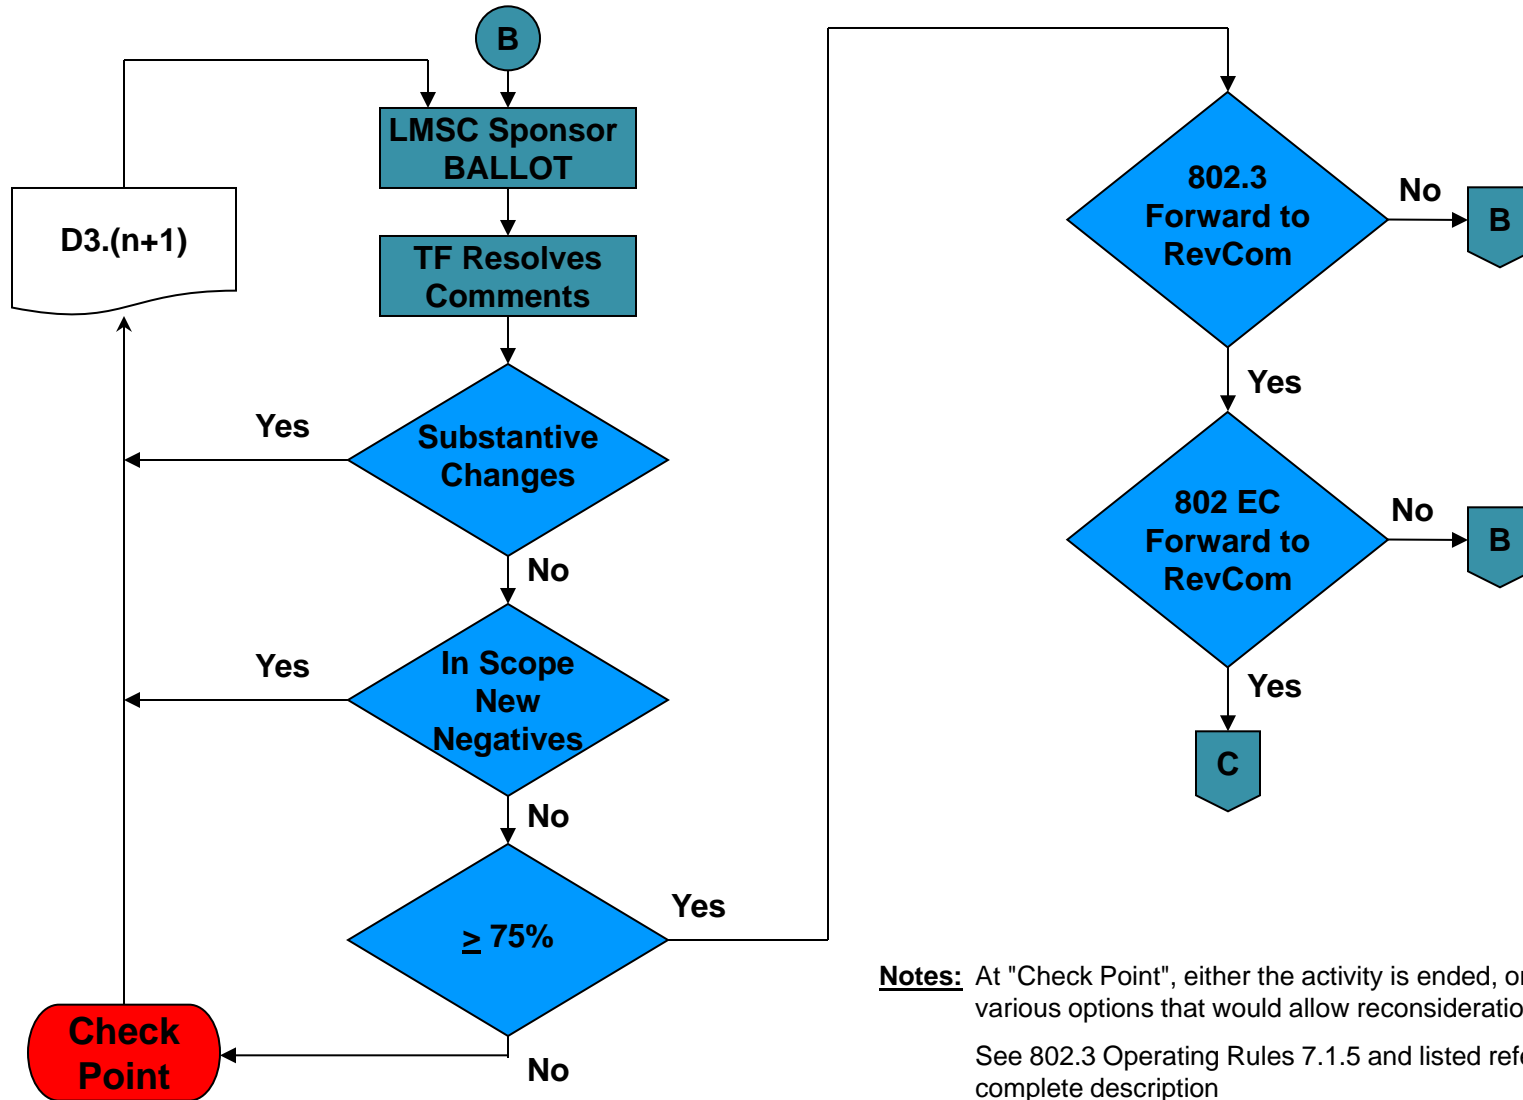 B
LMSC Sponsor
BALLOT
D3.(n+1)
TF Resolves
Comments
Yes
Substantive
Changes
No
Yes
In Scope
New
Negatives
No
≥ 75%
Yes
Check
Point
No
802.3
Forward to
RevCom
No
B
Yes
802 EC
Forward to
RevCom
No
B
Yes
C
Notes: At "Check Point", either the activity is ended, or
various options that would allow
See 802.3 Operating Rules 7.1.5 and listed
complete description